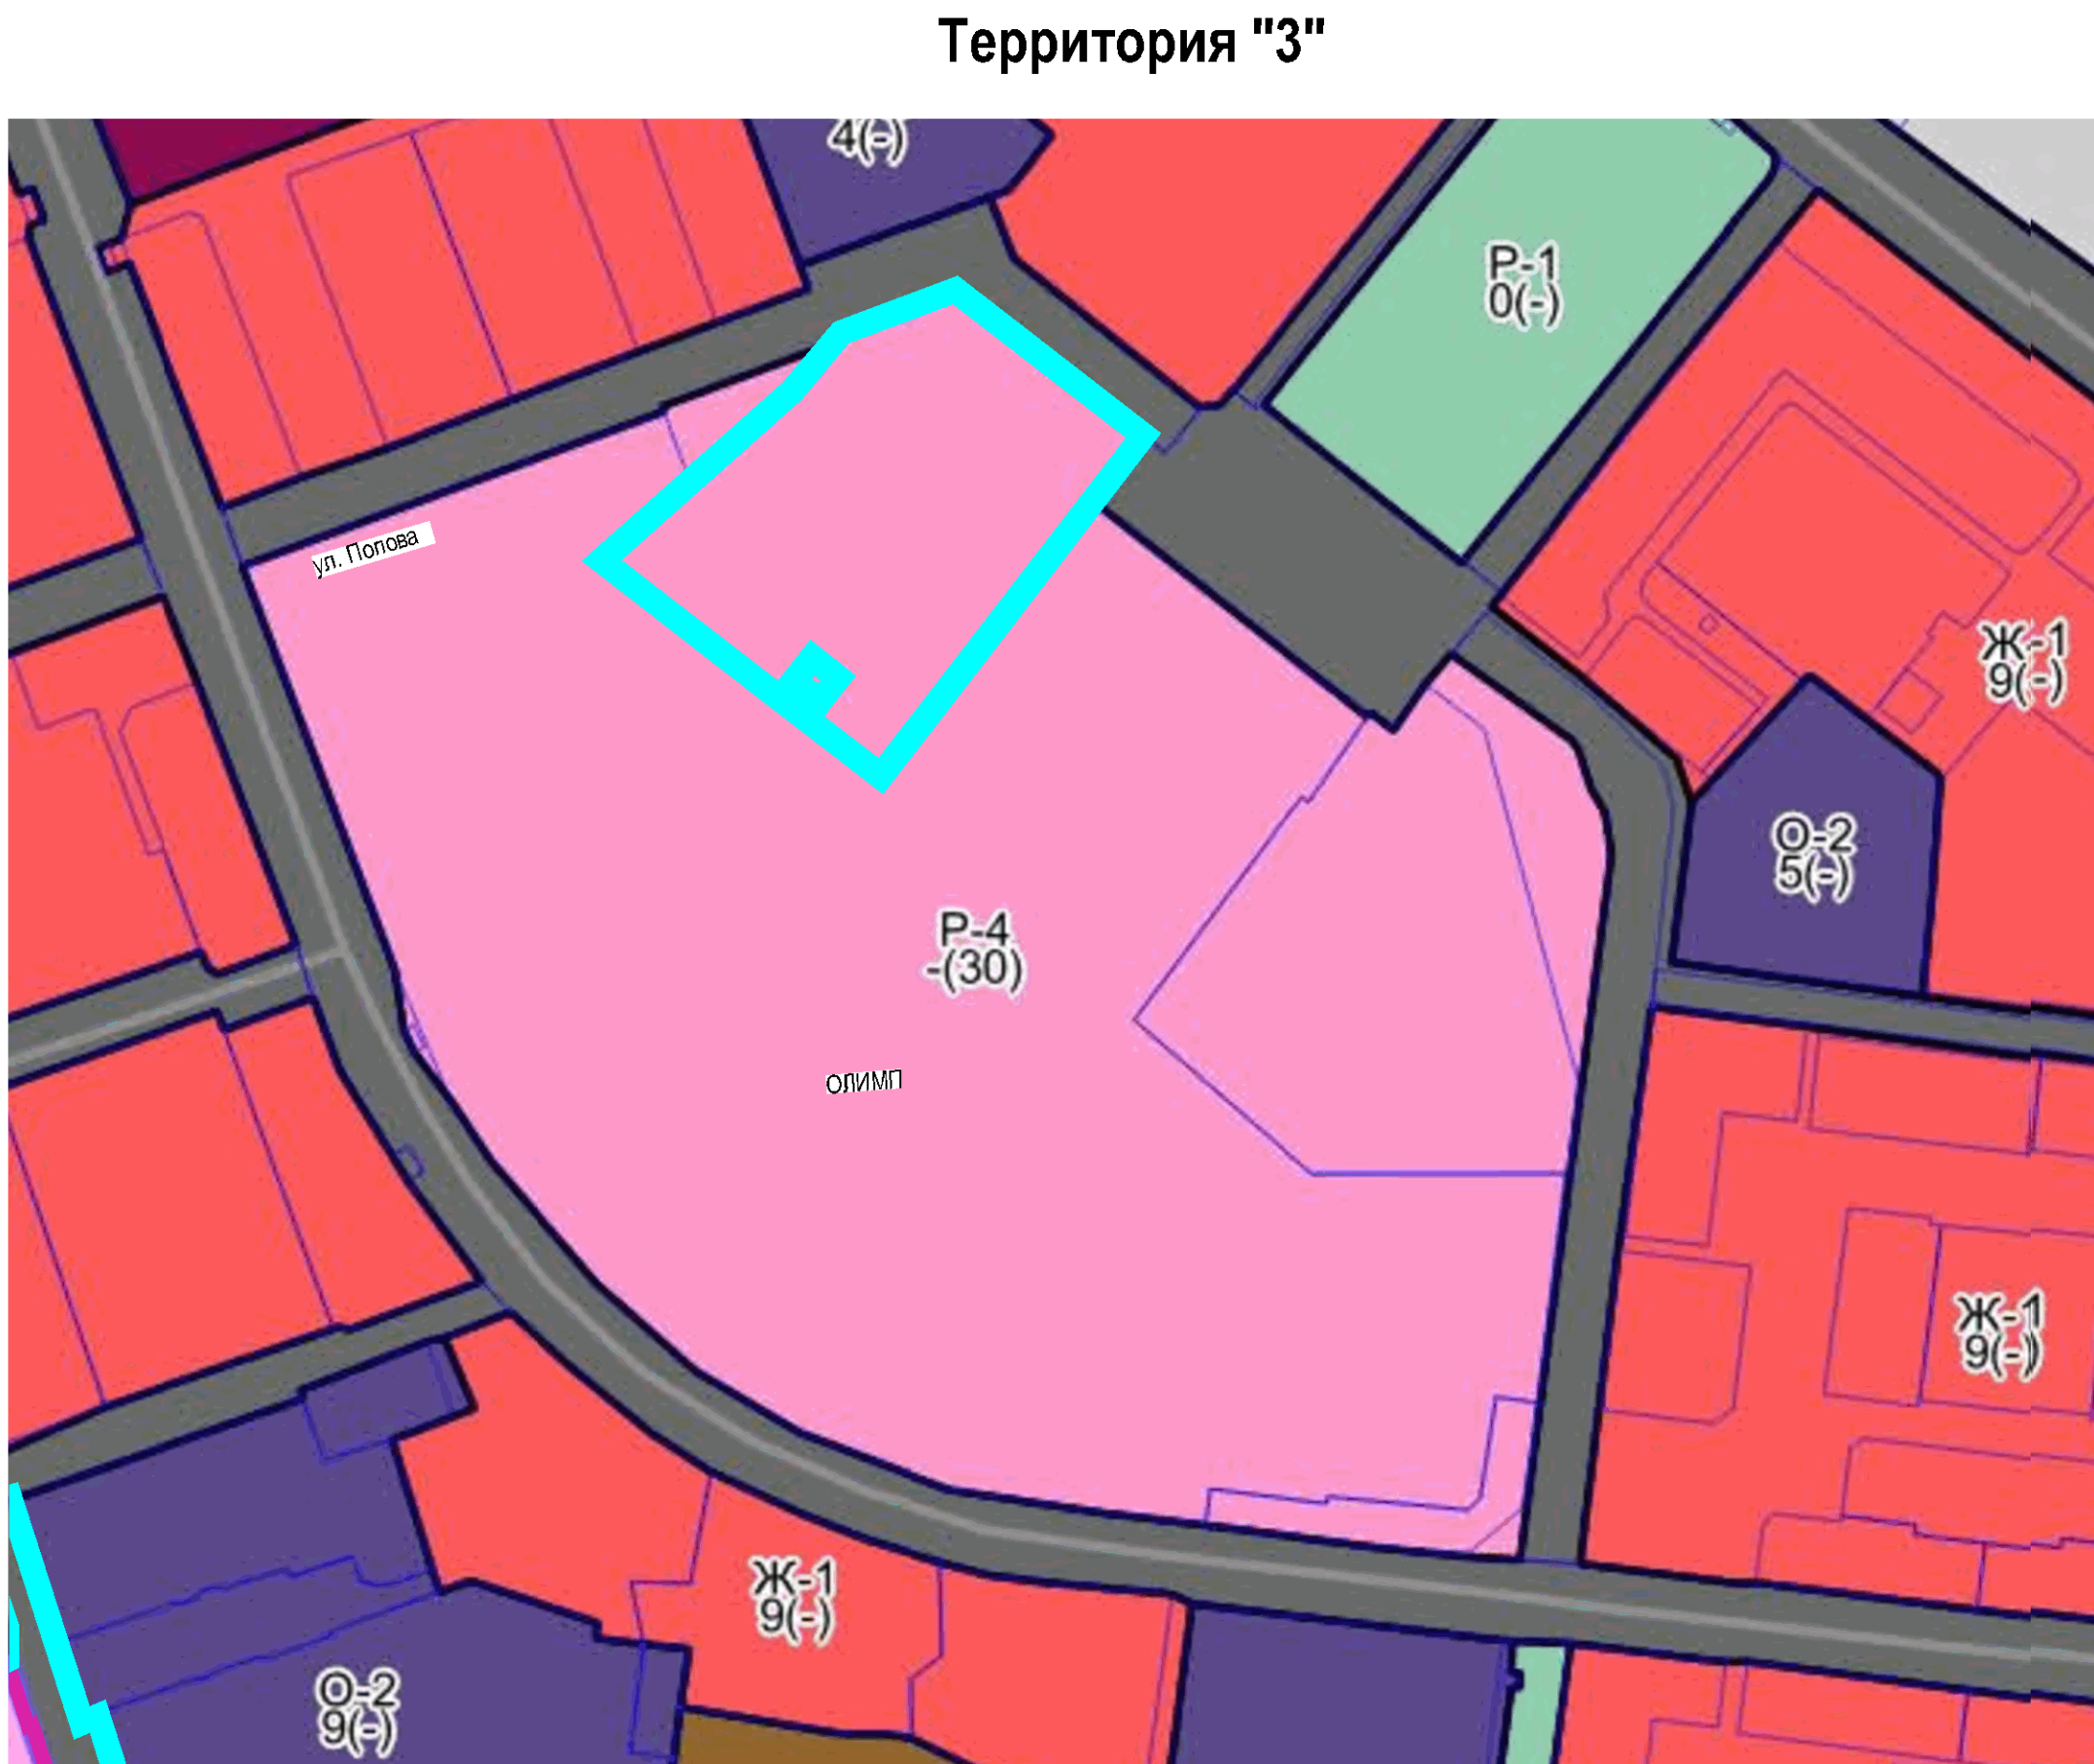 Территория "3"
4(-)
Р-1
0(-)
ул. Попова
Ж-1
9(-)
О-2
5(-)
Р-4
-(30)
ОЛИМП
Ж-1
9(-)
Ж-1
9(-)
О-2
9(-)